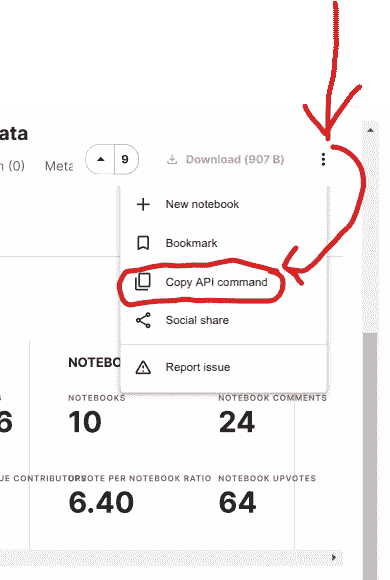 ata
n (0) Meta 9 Download (907 B)
New notebook
Bookmark
Copy API command
Social share
Report issue
NOTEBO
NOTEBOOKS NOTEBOOK COMMENTS
6 10 24
UE CONTRIBUTORS UPVOTE PER NOTEBOOK RATIO NOTEBOOK UPVOTES
6.40 64